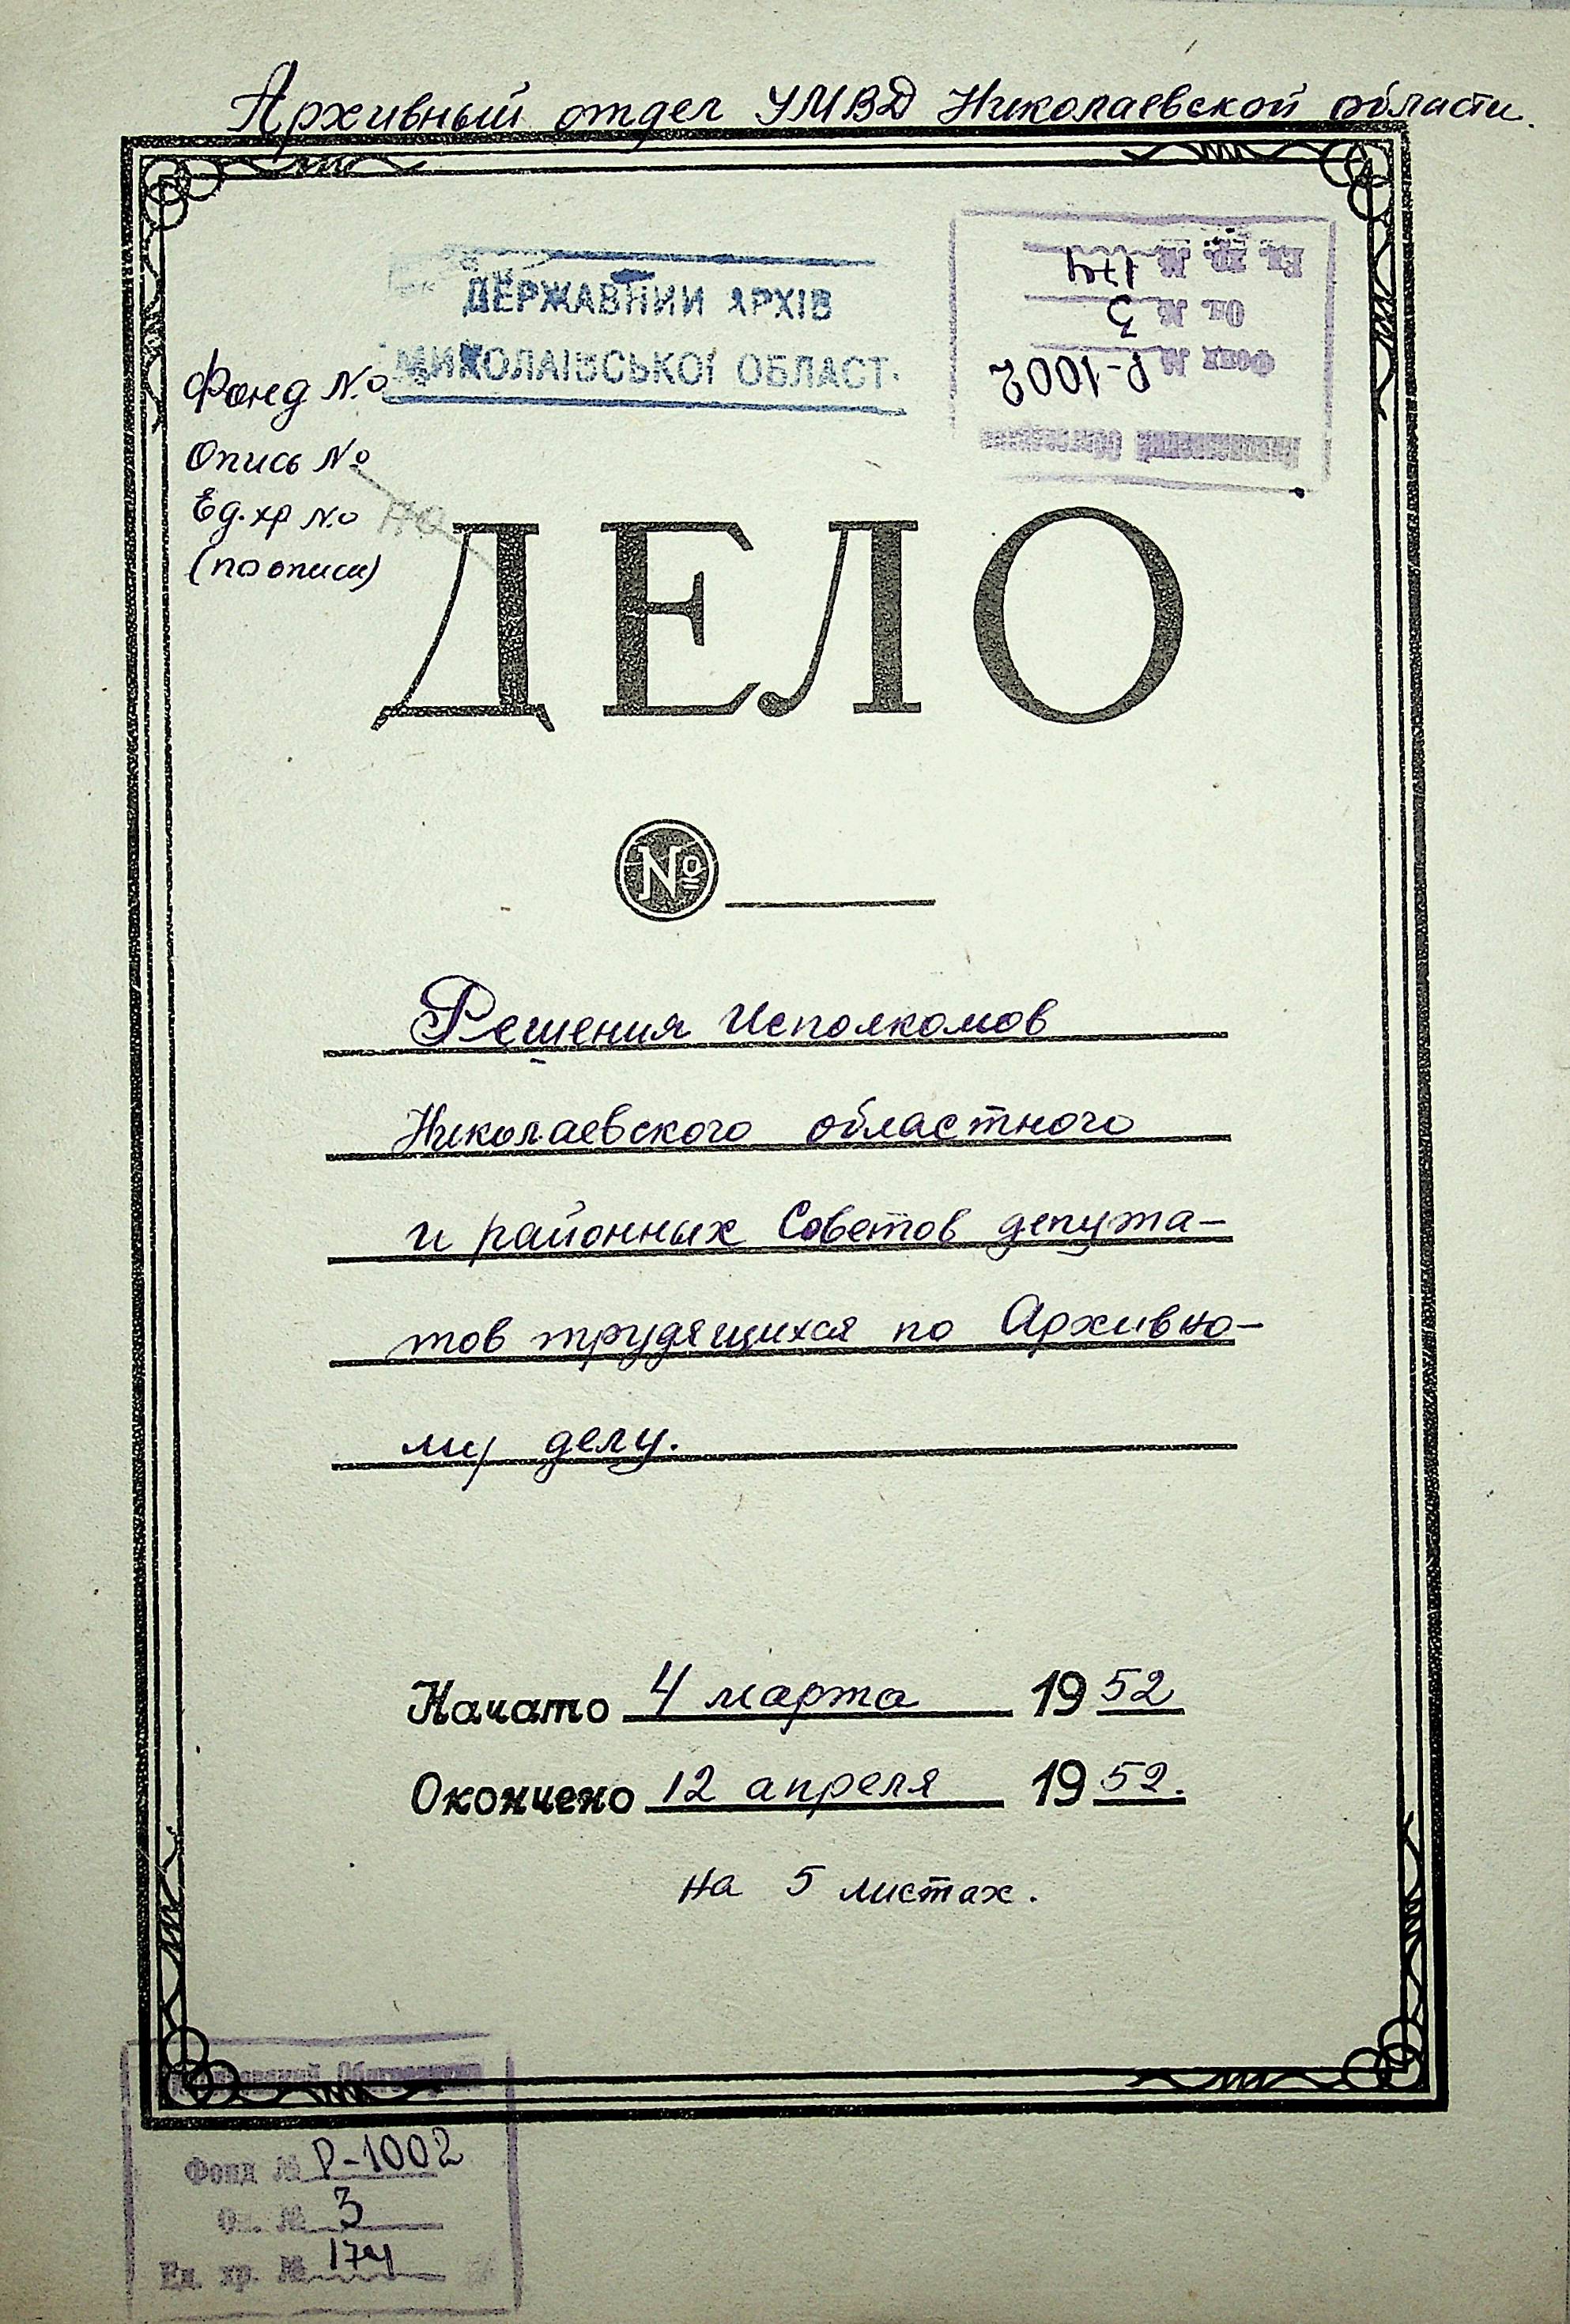 Архивный отдел УМВД Николаевской области.
ДЕРЖАВНИЙ АРХІВ
МИКОЛАЇВСЬКОЇ ОБЛАСТ.
Ед. хр. № 174
Оп. № 3
Фонд № Р-1002
Фонд №
Опись №
Ед. хр №
(по описи)
ДЕЛО
№
Решения Исполкомов
Николаевского областного
и районных Советов депута-
тов трудящихся по Архивно-
му делу.
Начато 4 марта 1952
Окончено 12 апреля 1952.
на 5 листах.
Фонд № Р-1002
Оп. № 3
Ед. хр. № 174